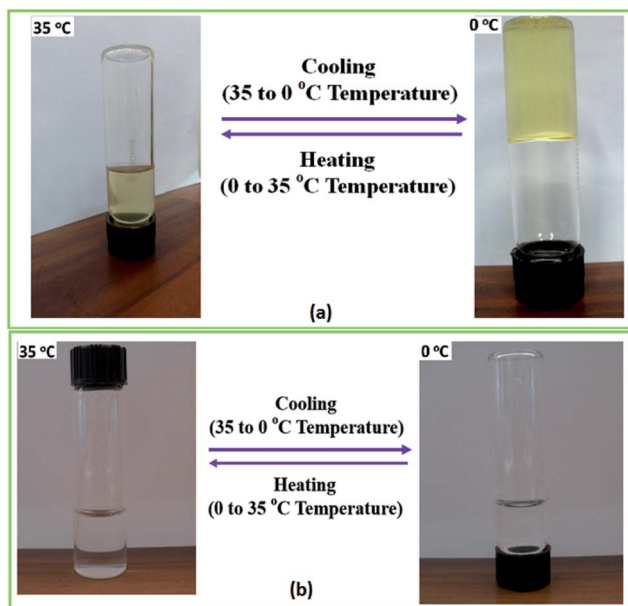 35 °C
0 °C
Cooling
(35 to 0 °C Temperature)
Heating
(0 to 35 °C Temperature)
(a)
35 °C
0 °C
Cooling
(35 to 0 °C Temperature)
Heating
(0 to 35 °C Temperature)
(b)